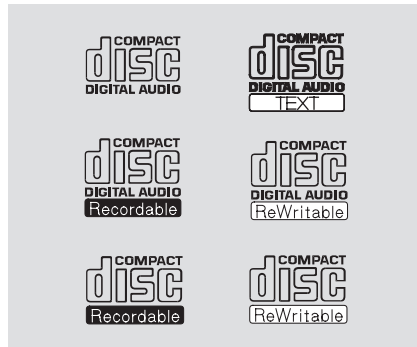 COMPACT
disc
DIGITAL AUDIO
COMPACT
disc
DIGITAL AUDIO
TEXT
COMPACT
disc
DIGITAL AUDIO
Recordable
COMPACT
disc
DIGITAL AUDIO
ReWritable
COMPACT
disc
Recordable
COMPACT
disc
ReWritable